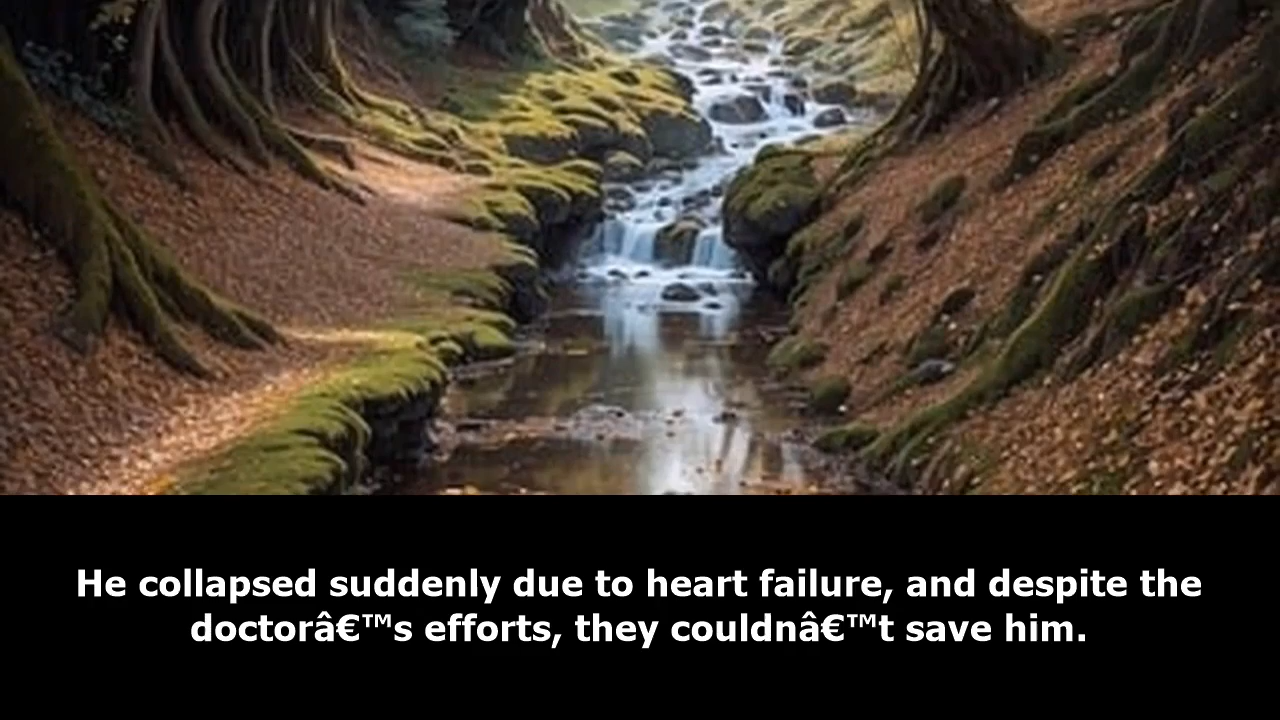 He collapsed suddenly due to heart failure, and despite the
doctorâ€™s efforts, they couldnâ€™t save him.